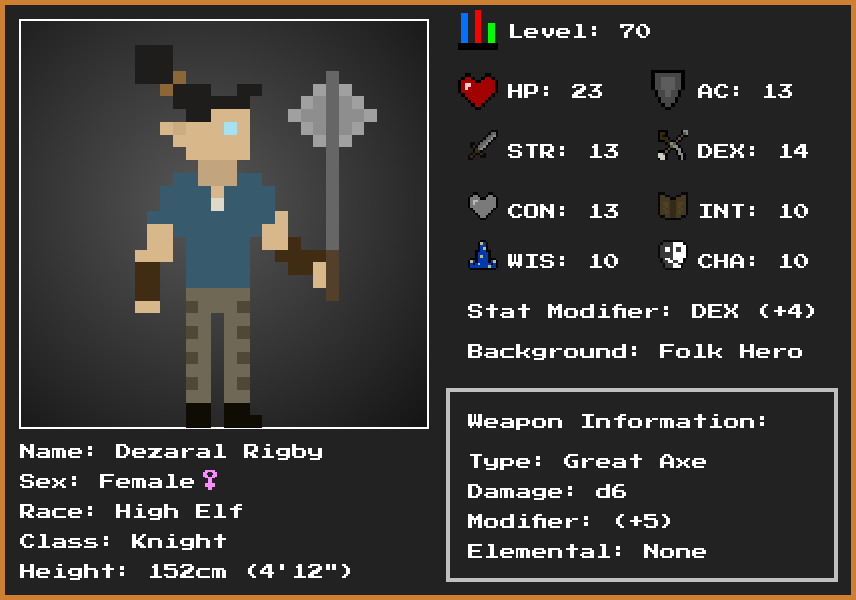 Level: 70
HP: 23
AC: 13
STR: 13
DEX: 14
CON: 13
INT: 10
WIS: 10
CHA: 10
Stat Modifier: DEX (+4)
Background: Folk Hero
Weapon Information:
Type: Great Axe
Damage: d6
Modifier: (+5)
Elemental: None
Name: Dezaral Rigby
Sex: Female♀
Race: High Elf
Class: Knight
Height: 152cm (4'12")